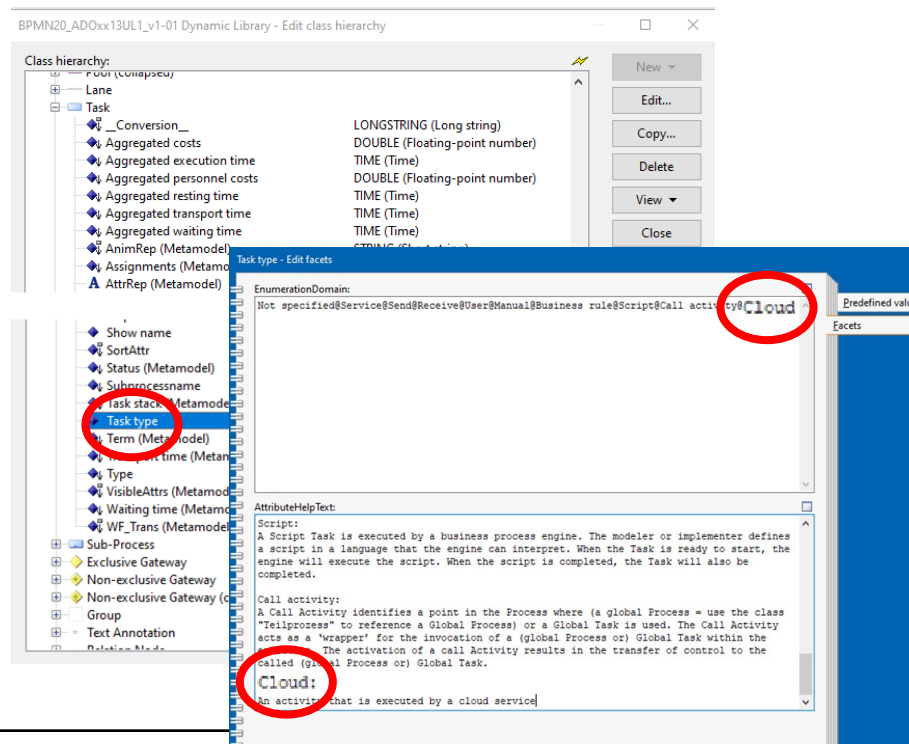 BPMN20_ADOxx13UL1_v1-01 Dynamic Library - Edit class hierarchy
Class hierarchy:
New
Edit...
Copy...
Delete
View
Close
Pool (collapsed)
Lane
Task
__Conversion__ LONGSTRING (Long string)
Aggregated costs DOUBLE (Floating-point number)
Aggregated execution time TIME (Time)
Aggregated personnel costs DOUBLE (Floating-point number)
Aggregated resting time TIME (Time)
Aggregated transport time TIME (Time)
Aggregated waiting time TIME (Time)
AnimRep (Metamodel) STRING (Short string)
Assignments (Metamo
AttrRep (Metamodel)
Show name
SortAttr
Status (Metamodel)
Subprocessname
Task stack (Metamode
Task type
Term (Metamodel)
Transport time (Metam
Type
VisibleAttrs (Metamod
Waiting time (Metamo
WF_Trans (Metamodel
Sub-Process
Exclusive Gateway
Non-exclusive Gateway
Non-exclusive Gateway (c
Group
Text Annotation
Relation Node
Task type - Edit facets
EnumerationDomain:
Not specified@Service@Send@Receive@User@Manual@Business rule@Script@Call activity@Cloud
Predefined valu
Facets
AttributeHelpText:
Script:
A Script Task is executed by a business process engine. The modeler or implementer defines
a script in a language that the engine can interpret. When the Task is ready to start, the
engine will execute the script. When the script is completed, the Task will also be
completed.
Call activity:
A Call Activity identifies a point in the Process where (a global Process = use the class
"Teilprozess" to reference a Global Process) or a Global Task is used. The Call Activity
acts as a 'wrapper' for the invocation of a (global Process or) Global Task within the
The activation of a call Activity results in the transfer of control to the
called (global Process or) Global Task.
Cloud:
An activity that is executed by a cloud service